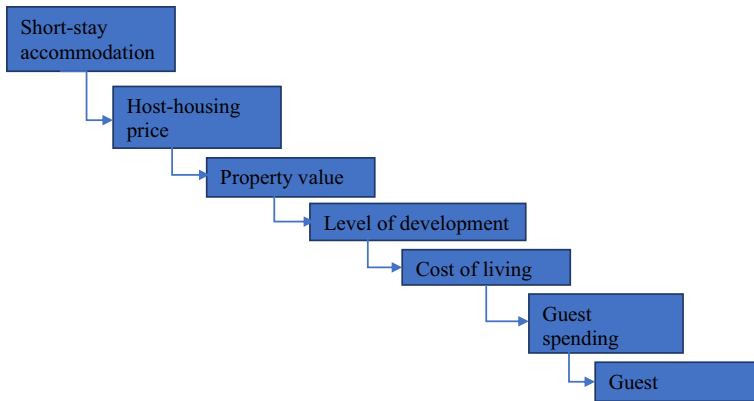 Short-stay
accommodation
Host-housing
price
Property value
Level of development
Cost of living
Guest
spending
Guest